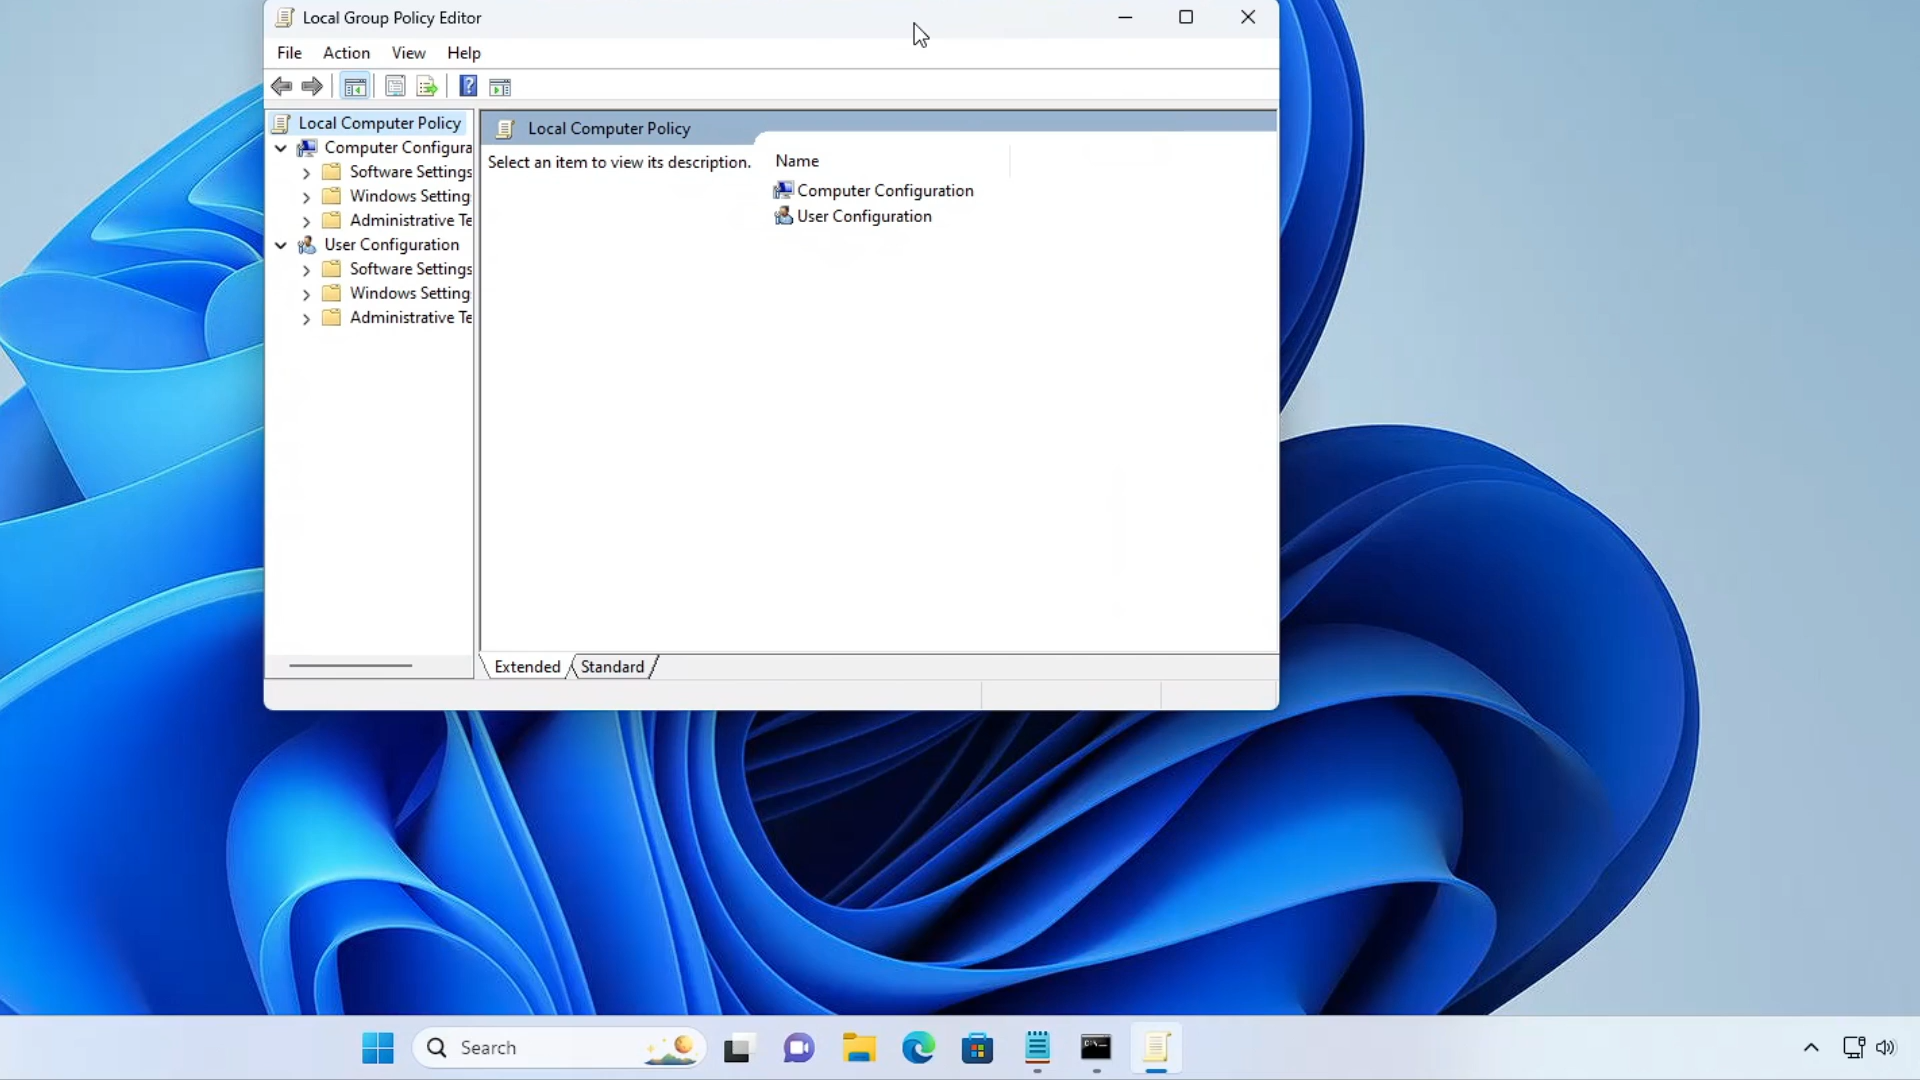 Local Group Policy Editor
File Action View Help
Local Computer Policy
Computer Configura
Software Settings
Windows Setting
Administrative Te
User Configuration
Software Settings
Windows Setting
Administrative Te
Local Computer Policy
Select an item to view its description.
Name
Computer Configuration
User Configuration
Extended Standard
Search